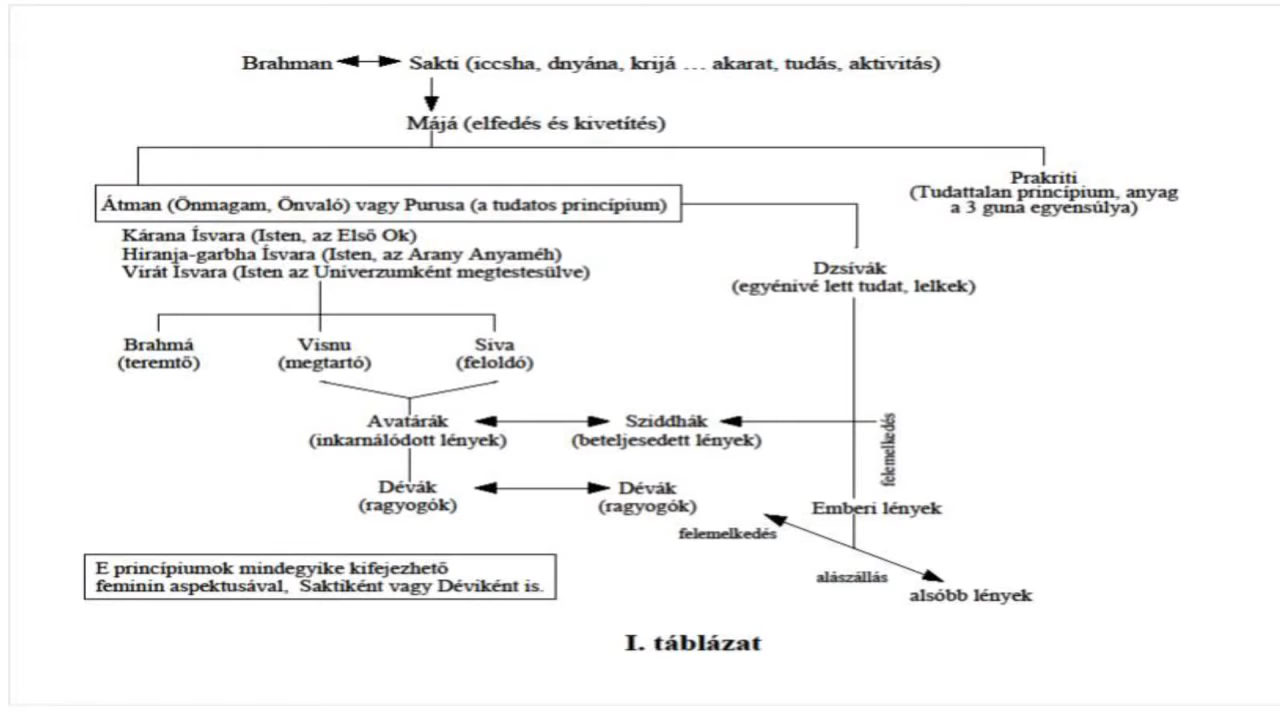 Brahman Sakti (iccsha, dnyána, krijá ... akarat, tudás, aktivitás)
Májá (elfedés és kivetítés)
Prakriti
(Tudattalan princípium, anyag
a 3 guna egyensúlya)
Átman (Önmagam, Önvaló) vagy Purusa (a tudatos princípium)
Kárana Ísvara (Isten, az Első Ok)
Hiranja-garbha Ísvara (Isten, az Arany Anyaméh)
Virát Ísvara (Isten az Univerzumként megtestesülve)
Dzsívák
(egyénivé lett tudat, lelkek)
Brahmá Visnu Siva
(teremtő) (megtartó) (feloldó)
Avatárák Sziddhák
(inkarnálódott lények) (beteljesedett lények)
felemelkedés
Dévák Dévák
(ragyogók) (ragyogók)
Emberi lények
felemelkedés
alászállás
alsóbb lények
E princípiumok mindegyike kifejezhető
feminin aspektusával, Saktiként vagy Déviként is.
I. táblázat